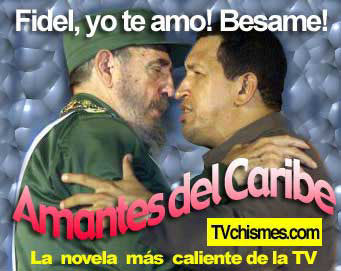 Fidel, yo te amo! Besame!
Amantes del Caribe
TVchismes.com
La novela más caliente de la TV